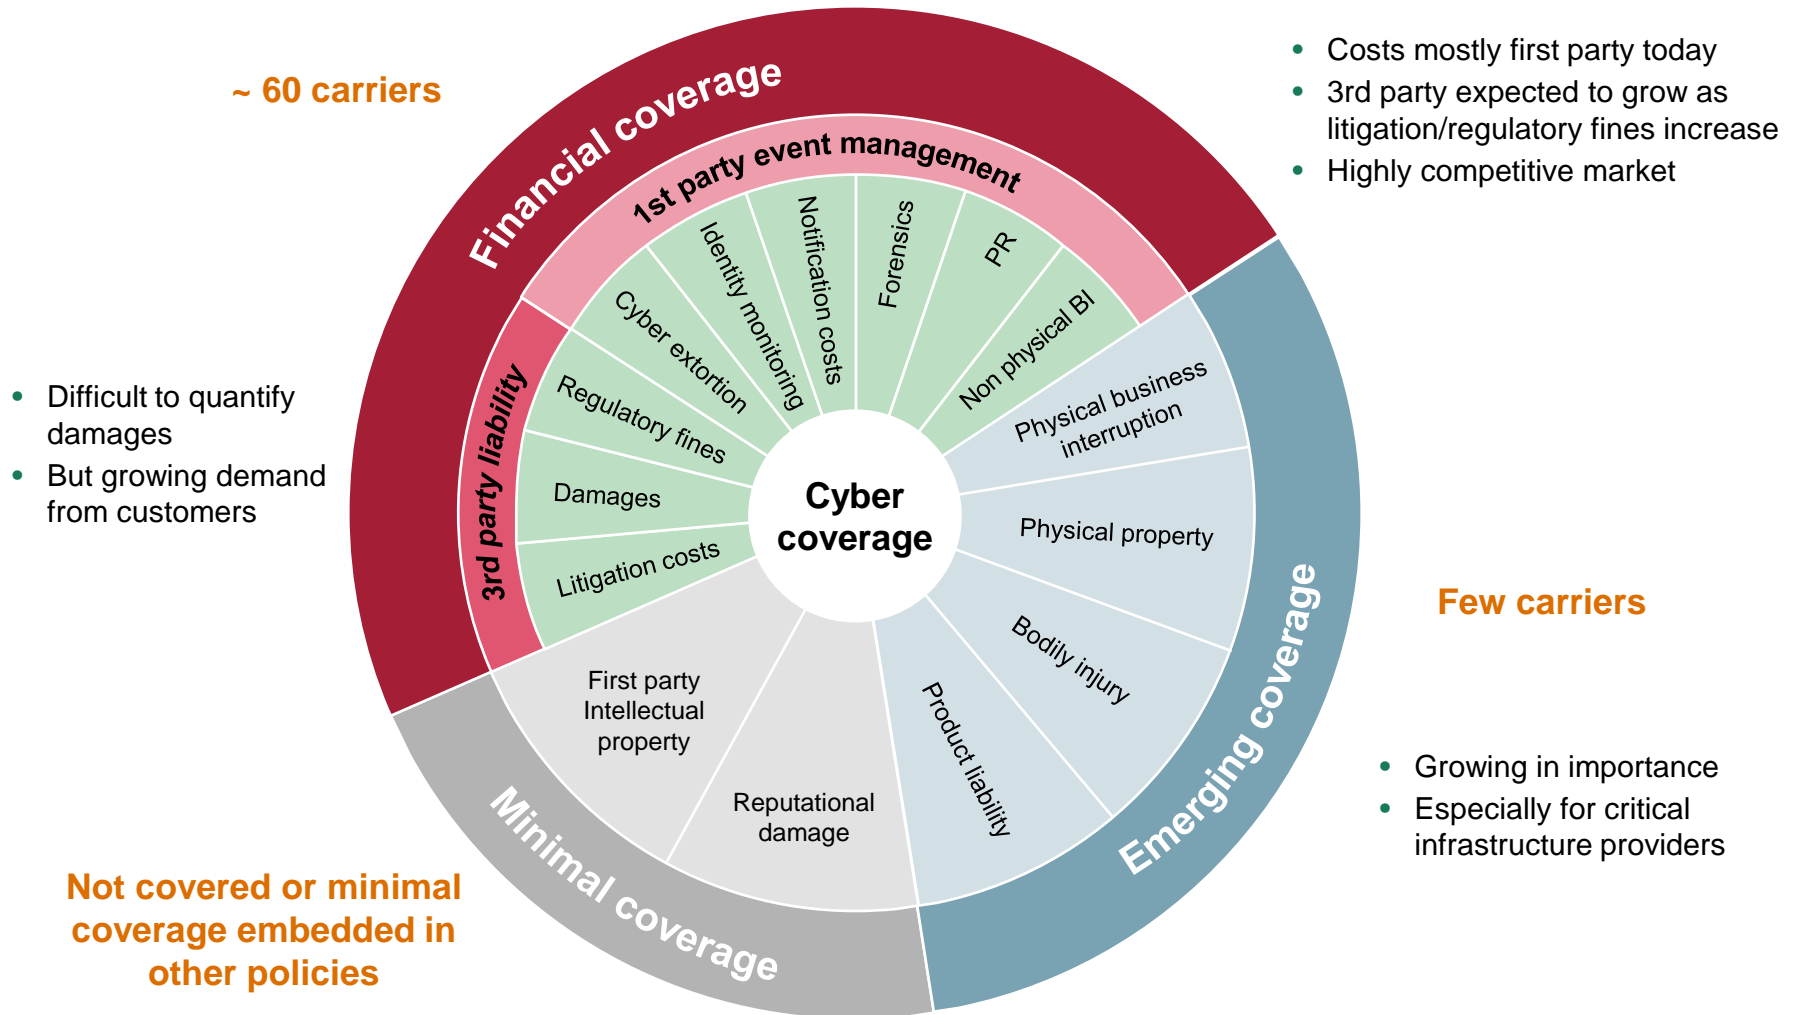 ~ 60 carriers
• Costs mostly first party today
• 3rd party expected to grow as
litigation/regulatory fines increase
• Highly competitive market
Financial coverage
1st party event management
3rd party liability
Cyber extortion
Identity monitoring
Notification costs
Forensics
PR
Non physical BI
Regulatory fines
Damages
Litigation costs
• Difficult to quantify
damages
• But growing demand
from customers
Cyber
coverage
Physical business
interruption
Physical property
Bodily injury
Product liability
Emerging coverage
Few carriers
• Growing in importance
• Especially for critical
infrastructure providers
First party
Intellectual
property
Reputational
damage
Minimal coverage
Not covered or minimal
coverage embedded in
other policies